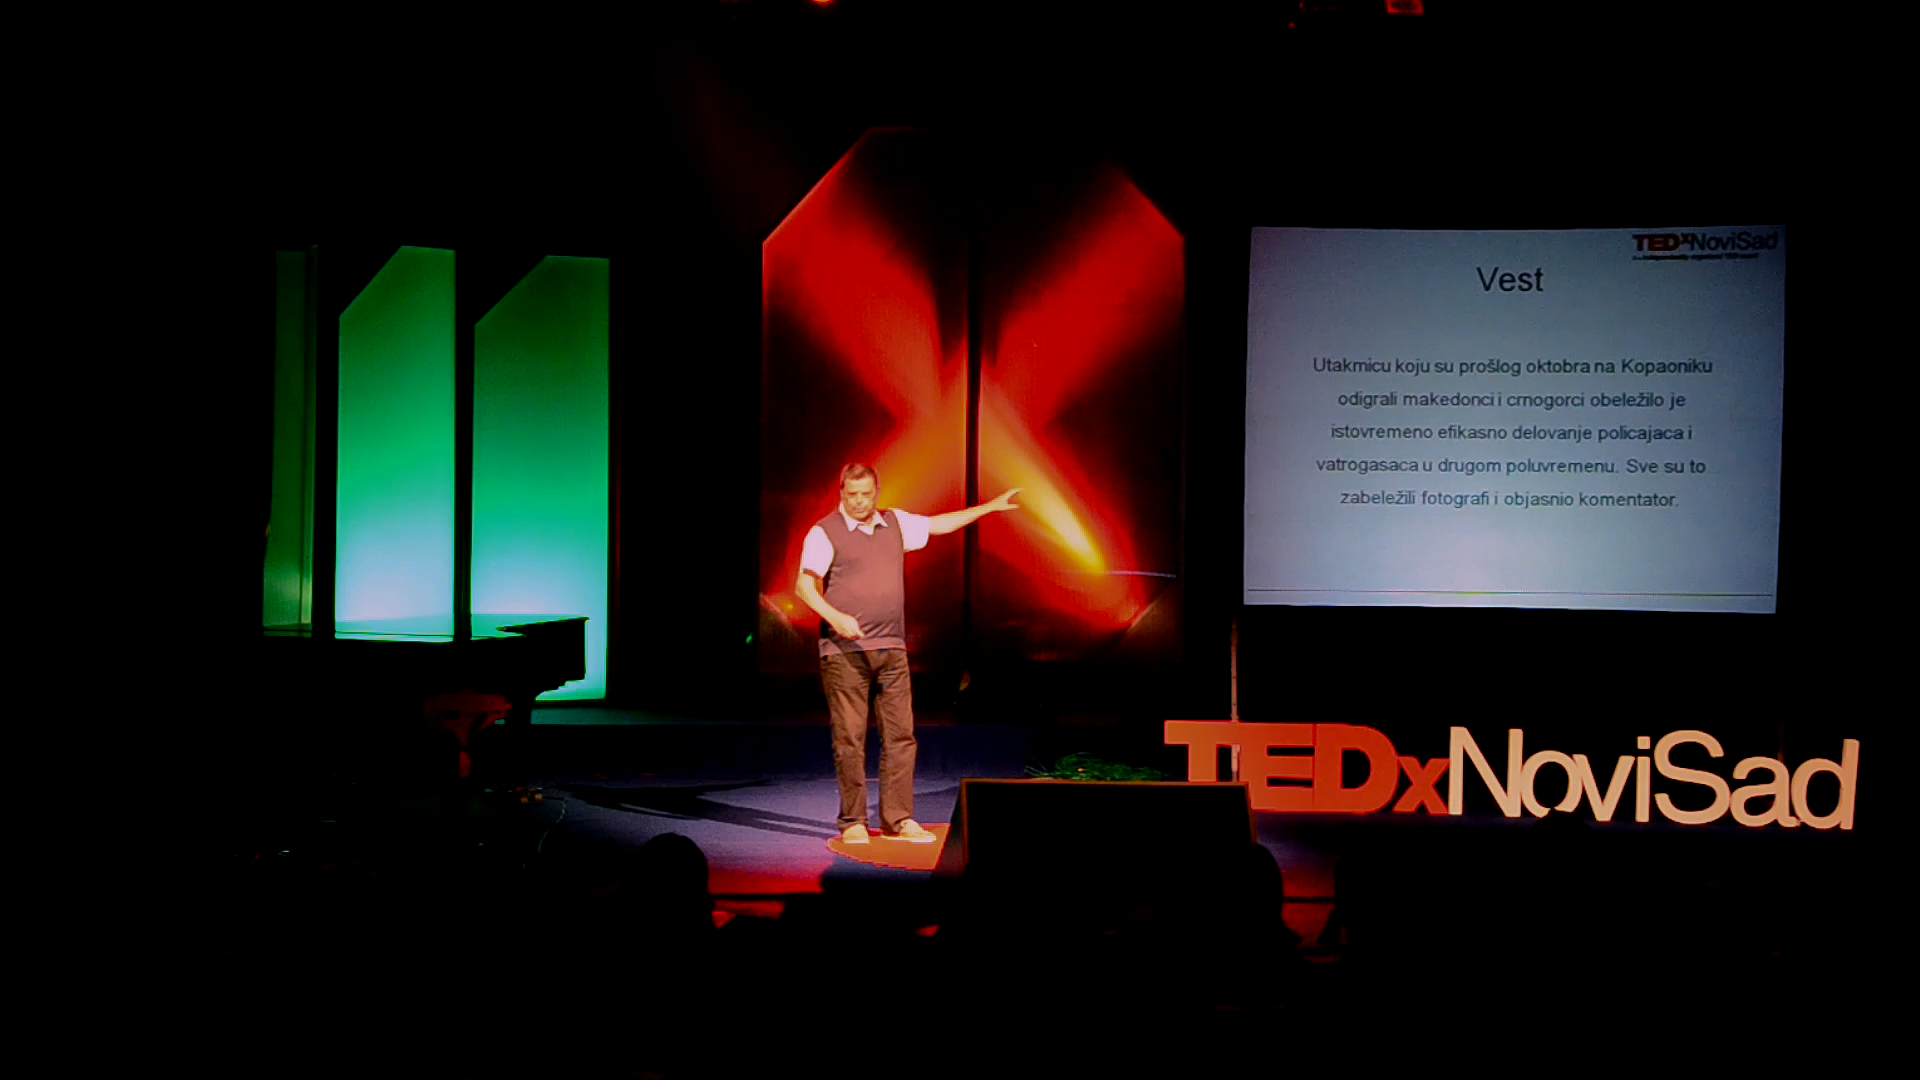 TEDxNoviSad
Vest
Utakmicu koju su prošlog oktobra na Kopaoniku
odigrali makedonci i crnogorci obeležilo je
istovremeno efikasno delovanje policajaca i
vatrogasaca u drugom poluvremenu. Sve su to
zabeležili fotografi i objasnio komentator.
TEDxNoviSad